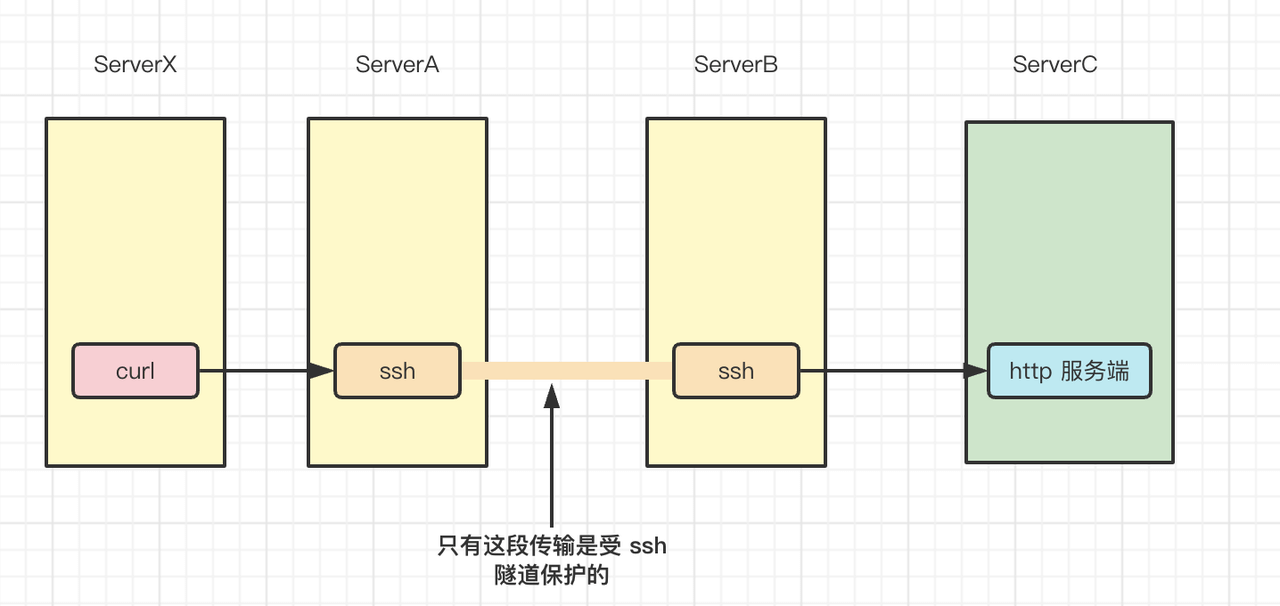 ServerX
ServerA
ServerB
ServerC
curl
ssh
ssh
http 服务端
只有这段传输是受 ssh
隧道保护的